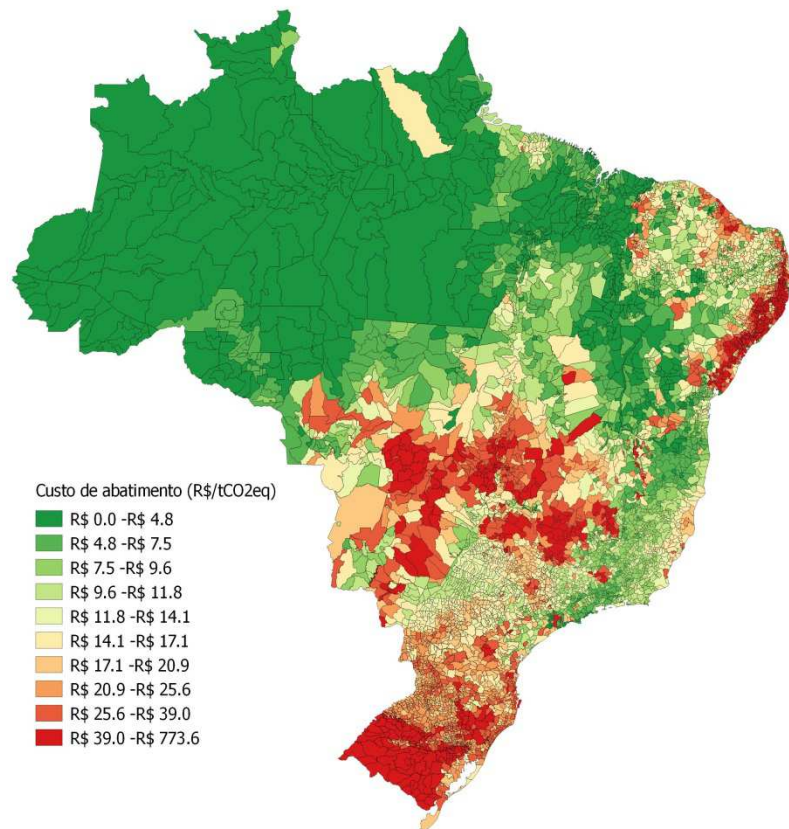 Custo de abatimento (R$/tCO2eq)
R$ 0.0 -R$ 4.8
R$ 4.8 -R$ 7.5
R$ 7.5 -R$ 9.6
R$ 9.6 -R$ 11.8
R$ 11.8 -R$ 14.1
R$ 14.1 -R$ 17.1
R$ 17.1 -R$ 20.9
R$ 20.9 -R$ 25.6
R$ 25.6 -R$ 39.0
R$ 39.0 -R$ 773.6